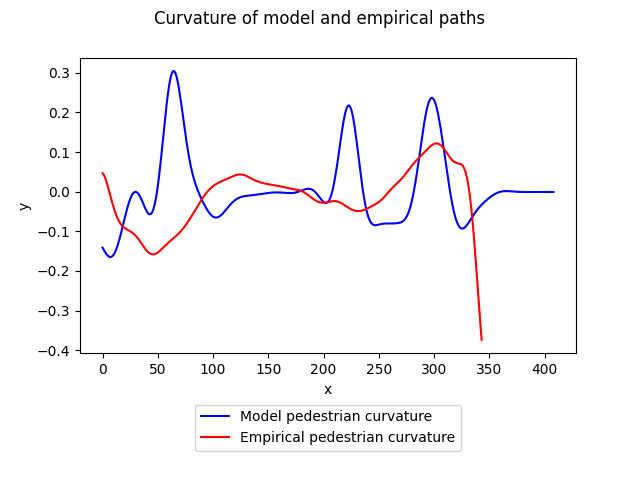 Curvature of model and empirical paths
0.3
0.2
0.1
0.0
−0.1
−0.2
−0.3
−0.4
y
0 50 100 150 200 250 300 350 400
x
Model pedestrian curvature
Empirical pedestrian curvature